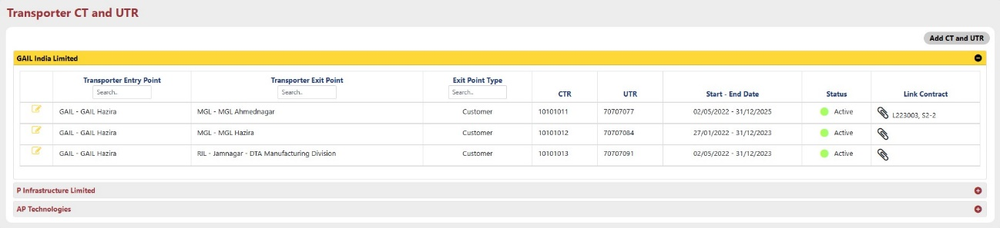 Transporter CT and UTR
Add CT and UTR
GAIL India Limited
Transporter Entry Point Transporter Exit Point Exit Point Type
Search.. Search.. Search..
CTR UTR Start - End Date Status Link Contract
GAIL - GAIL Hazira MGL - MGL Ahmednagar Customer 10101011 70707077 02/05/2022 - 31/12/2025 Active L223003, S2-2
GAIL - GAIL Hazira MGL - MGL Hazira Customer 10101012 70707084 27/01/2022 - 31/12/2023 Active
GAIL - GAIL Hazira RIL - Jamnagar - DTA Manufacturing Division Customer 10101013 70707091 02/05/2022 - 31/12/2023 Active
P Infrastructure Limited
AP Technologies